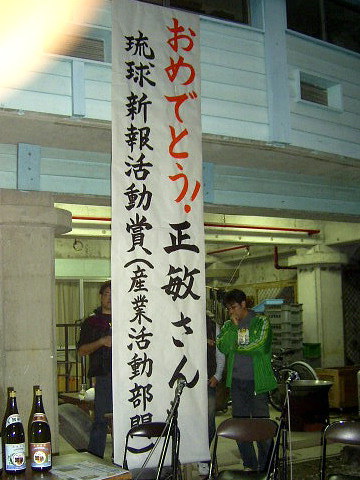 おめでとう！正敏さん
琉球新報活動賞（産業活動部門）